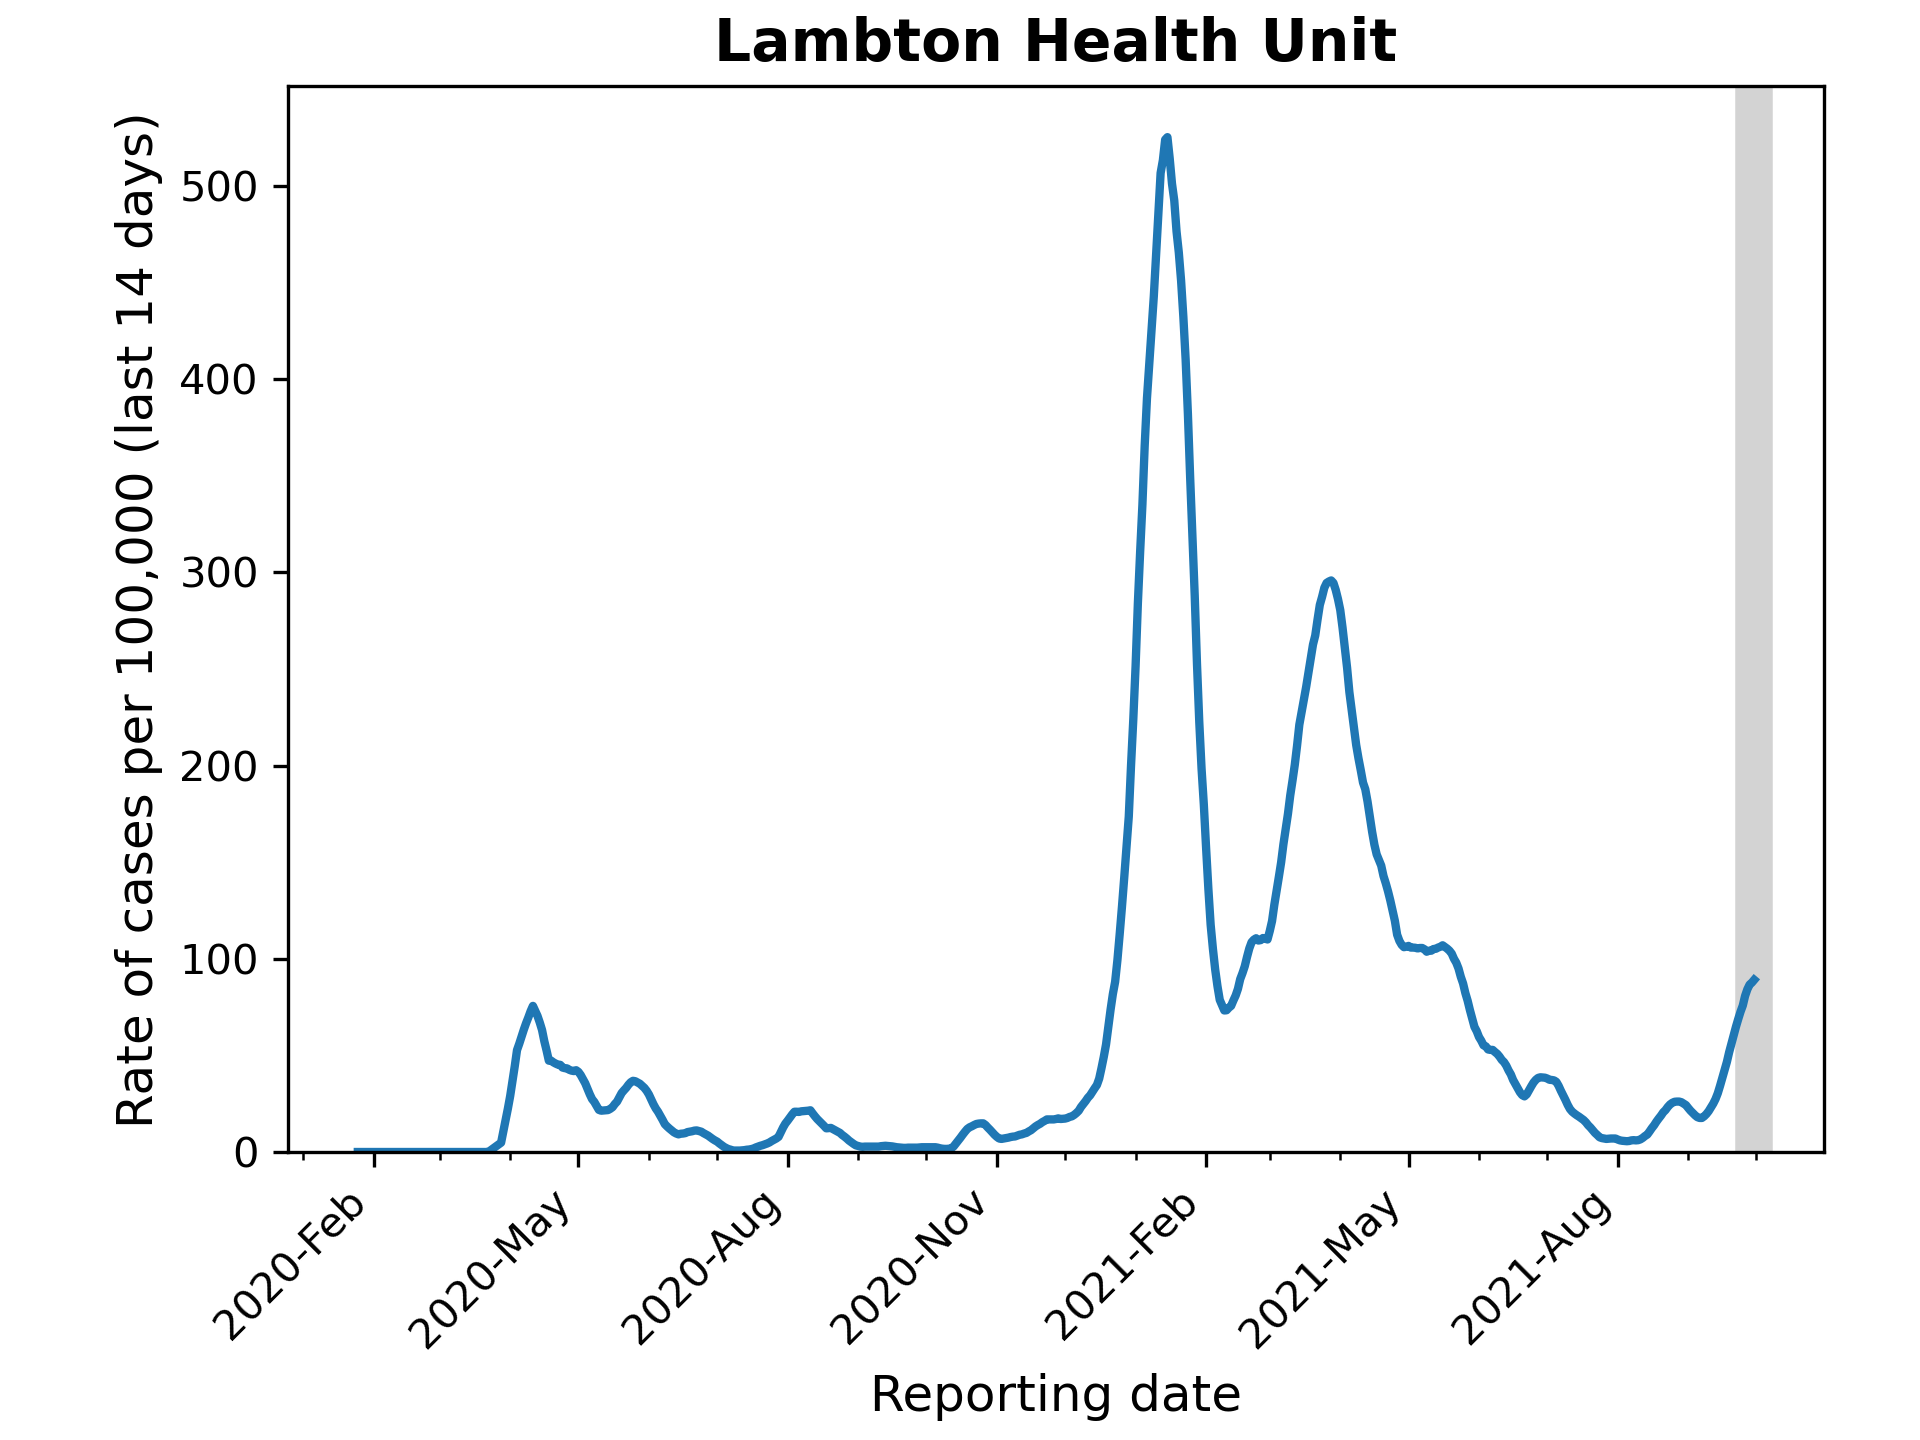 Lambton Health Unit
Rate of cases per 100,000 (last 14 days)
500
400
300
200
100
0
2020-Feb
2020-May
2020-Aug
2020-Nov
2021-Feb
2021-May
2021-Aug
Reporting date